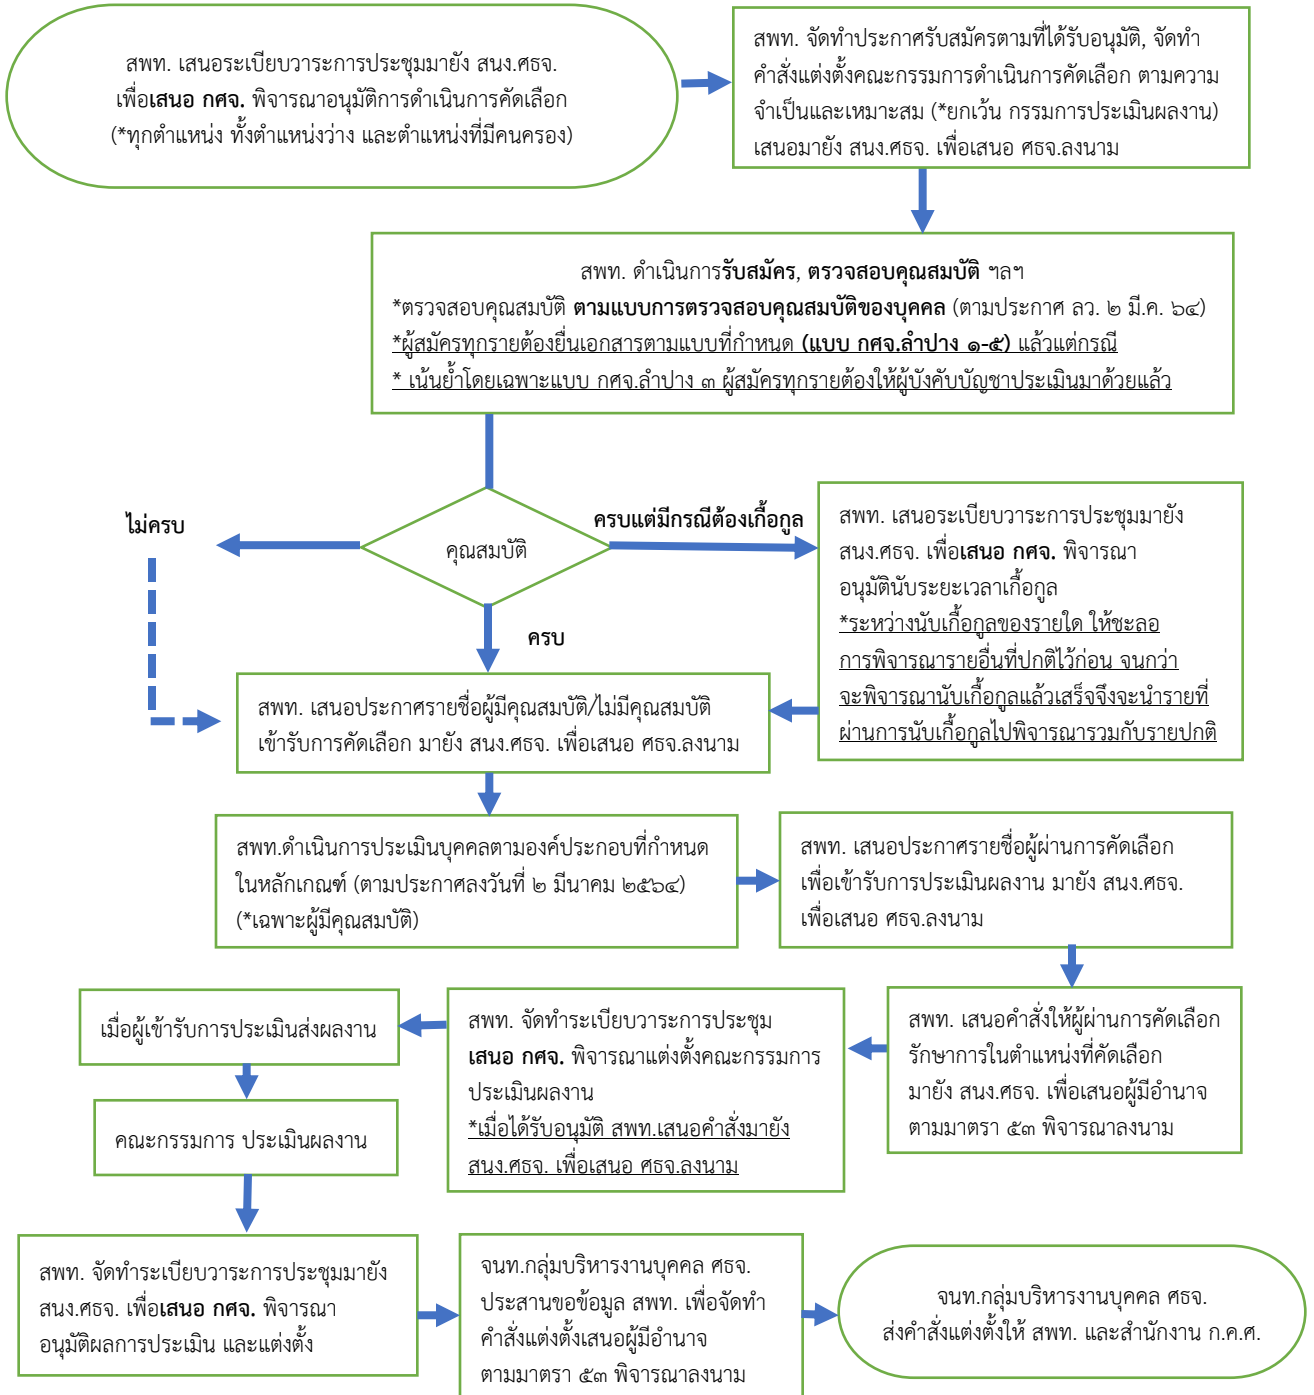 สพท. เสนอระเบียบวาระการประชุมมายัง สนง.ศธจ.
เพื่อเสนอ กศจ. พิจารณาอนุมัติการดำเนินการคัดเลือก
(*ทุกตำแหน่ง ทั้งตำแหน่งว่าง และตำแหน่งที่มีคนครอง)
สพท. จัดทำประกาศรับสมัครตามที่ได้รับอนุมัติ, จัดทำ
คำสั่งแต่งตั้งคณะกรรมการดำเนินการคัดเลือก ตามความ
จำเป็นและเหมาะสม (*ยกเว้น กรรมการประเมินผลงาน)
เสนอมายัง สนง.ศธจ. เพื่อเสนอ ศธจ.ลงนาม
สพท. ดำเนินการรับสมัคร, ตรวจสอบคุณสมบัติ ฯลฯ
*ตรวจสอบคุณสมบัติ ตามแบบการตรวจสอบคุณสมบัติของบุคคล (ตามประกาศ ลว. ๒ มี.ค. ๖๔)
*ผู้สมัครทุกรายต้องยื่นเอกสารตามแบบที่กำหนด (แบบ กศจ.ลำปาง ๑-๕) แล้วแต่กรณี
* เน้นย้ำโดยเฉพาะแบบ กศจ.ลำปาง ๓ ผู้สมัครทุกรายต้องให้ผู้บังคับบัญชาประเมินมาด้วยแล้ว
ไม่ครบ
คุณสมบัติ
ครบแต่มีกรณีต้องเกื้อกูล
ครบ
สพท. เสนอระเบียบวาระการประชุมมายัง
สนง.ศธจ. เพื่อเสนอ กศจ. พิจารณา
อนุมัตินับระยะเวลาเกื้อกูล
*ระหว่างนับเกื้อกูลของรายใด ให้ชะลอ
การพิจารณารายอื่นที่ปกติไว้ก่อน จนกว่า
จะพิจารณานับเกื้อกูลแล้วเสร็จจึงจะนำรายที่
ผ่านการนับเกื้อกูลไปพิจารณารวมกับรายปกติ
สพท. เสนอประกาศรายชื่อผู้มีคุณสมบัติ/ไม่มีคุณสมบัติ
เข้ารับการคัดเลือก มายัง สนง.ศธจ. เพื่อเสนอ ศธจ.ลงนาม
สพท.ดำเนินการประเมินบุคคลตามองค์ประกอบที่กำหนด
ในหลักเกณฑ์ (ตามประกาศลงวันที่ ๒ มีนาคม ๒๕๖๔)
(*เฉพาะผู้มีคุณสมบัติ)
สพท. เสนอประกาศรายชื่อผู้ผ่านการคัดเลือก
เพื่อเข้ารับการประเมินผลงาน มายัง สนง.ศธจ.
เพื่อเสนอ ศธจ.ลงนาม
สพท. เสนอคำสั่งให้ผู้ผ่านการคัดเลือก
รักษาการในตำแหน่งที่คัดเลือก
มายัง สนง.ศธจ. เพื่อเสนอผู้มีอำนาจ
ตามมาตรา ๕๓ พิจารณาลงนาม
สพท. จัดทำระเบียบวาระการประชุม
เสนอ กศจ. พิจารณาแต่งตั้งคณะกรรมการ
ประเมินผลงาน
*เมื่อได้รับอนุมัติ สพท.เสนอคำสั่งมายัง
สนง.ศธจ. เพื่อเสนอ ศธจ.ลงนาม
เมื่อผู้เข้ารับการประเมินส่งผลงาน
คณะกรรมการ ประเมินผลงาน
สพท. จัดทำระเบียบวาระการประชุมมายัง
สนง.ศธจ. เพื่อเสนอ กศจ. พิจารณา
อนุมัติผลการประเมิน และแต่งตั้ง
จนท.กลุ่มบริหารงานบุคคล ศธจ.
ประสานขอข้อมูล สพท. เพื่อจัดทำ
คำสั่งแต่งตั้งเสนอผู้มีอำนาจ
ตามมาตรา ๕๓ พิจารณาลงนาม
จนท.กลุ่มบริหารงานบุคคล ศธจ.
ส่งคำสั่งแต่งตั้งให้ สพท. และสำนักงาน ก.ค.ศ.